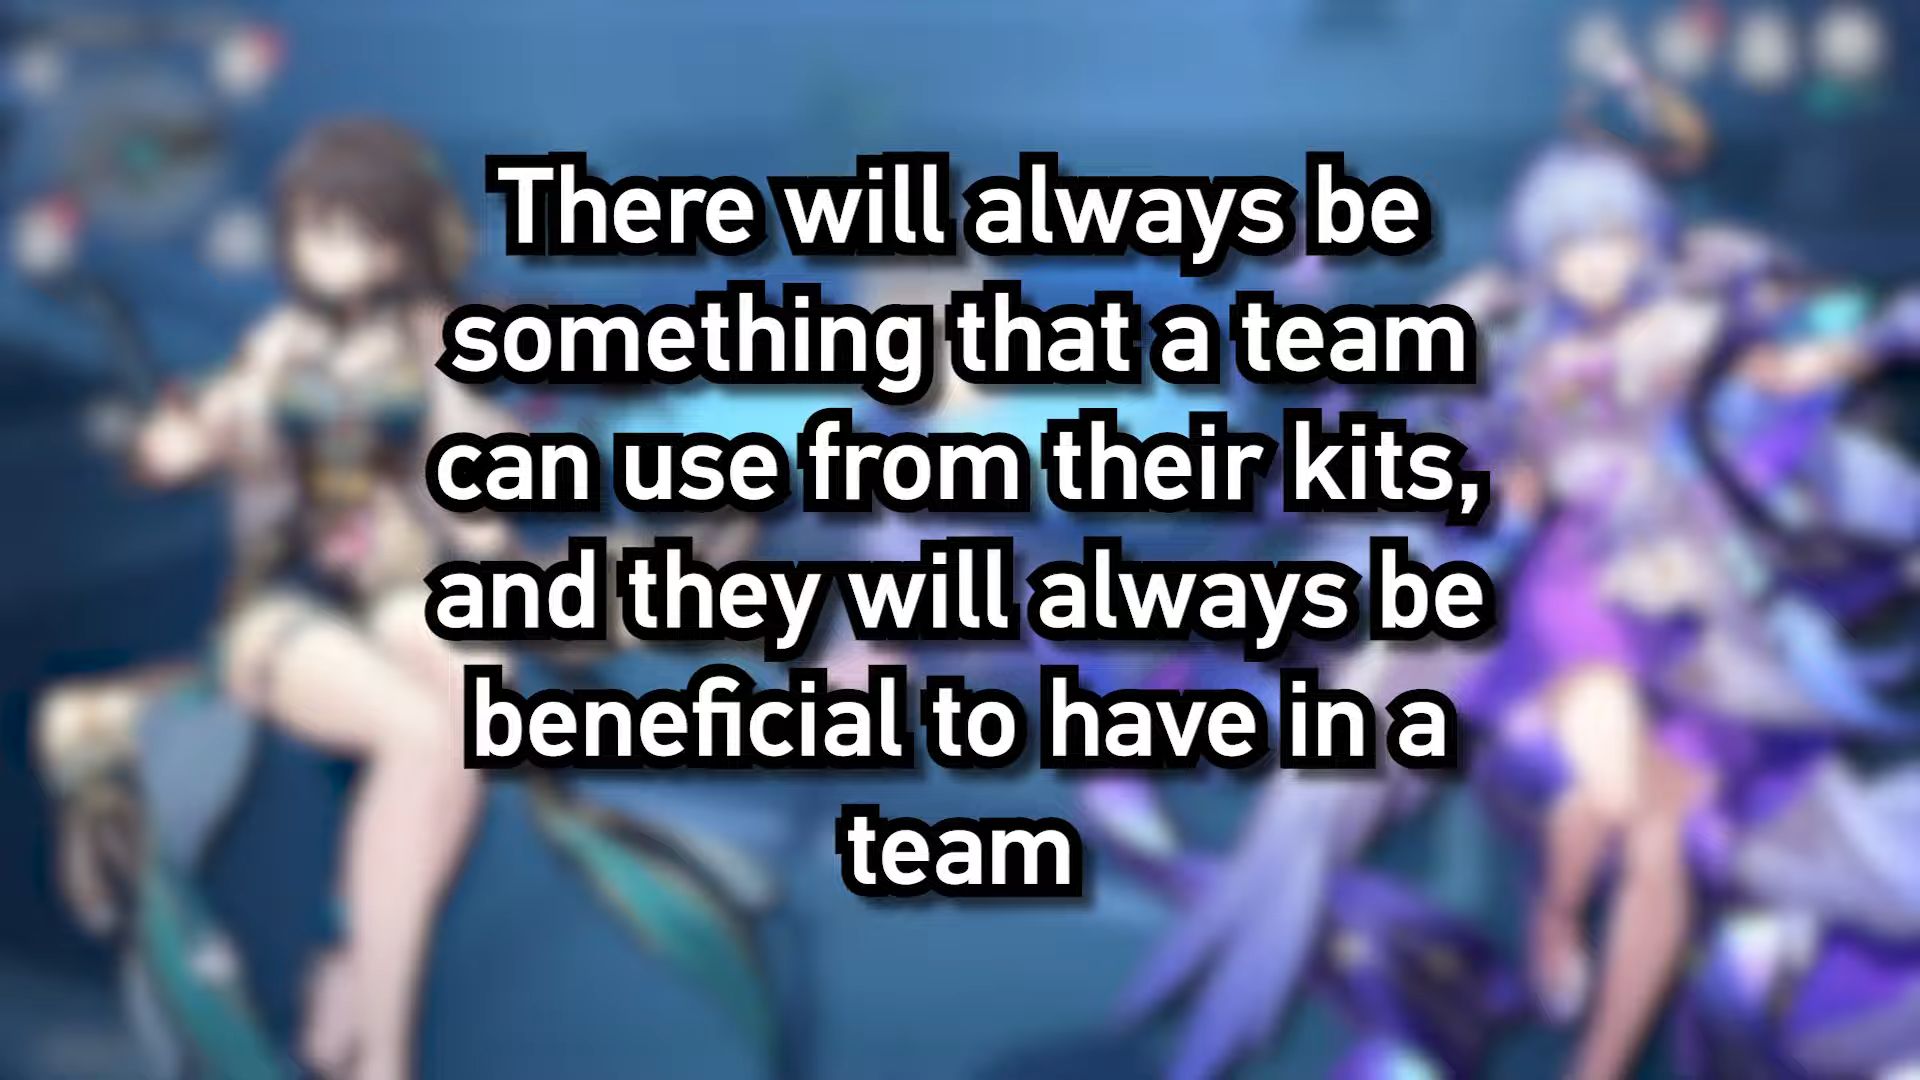 There will always be
something that a team
can use from their kits,
and they will always be
beneficial to have in a
team